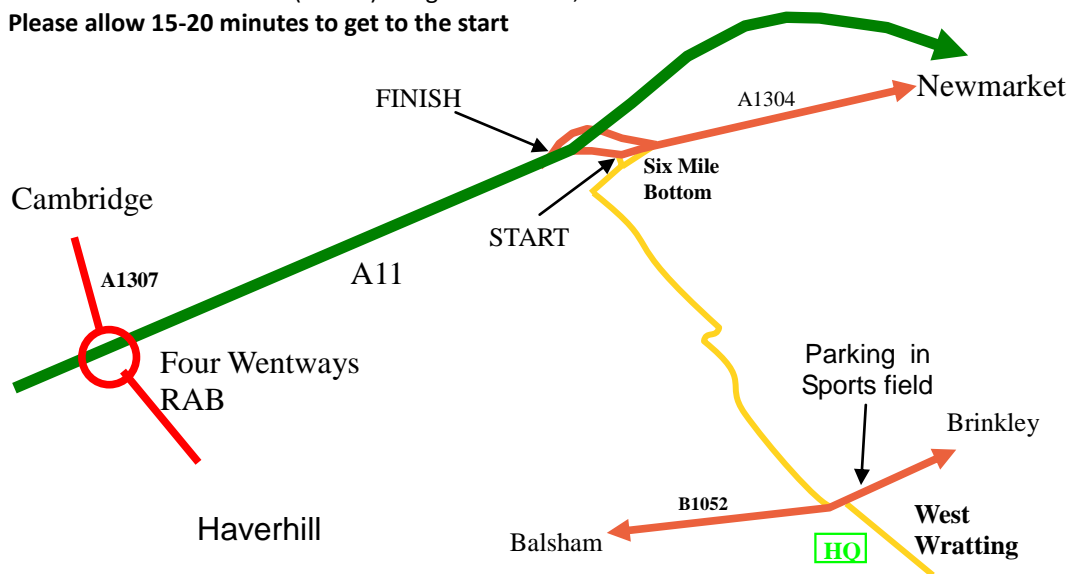 Please allow 15-20 minutes to get to the start
Newmarket
A1304
FINISH
Six Mile
Bottom
Cambridge
START
A1307
A11
Four Wentways
RAB
Parking in
Sports field
Brinkley
B1052
West
Wratting
Haverhill
Balsham
HQ